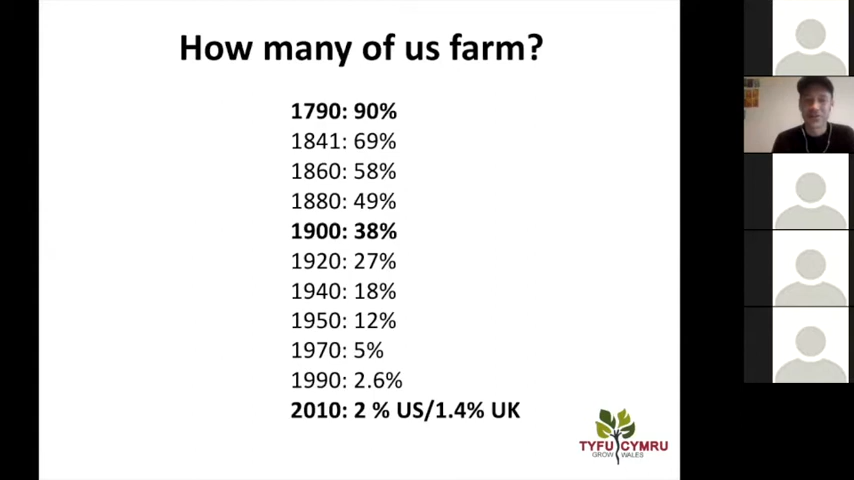 How many of us farm?
1790: 90%
1841: 69%
1860: 58%
1880: 49%
1900: 38%
1920: 27%
1940: 18%
1950: 12%
1970: 5%
1990: 2.6%
2010: 2 % US/1.4% UK
TYFU CYMRU
GROW WALES